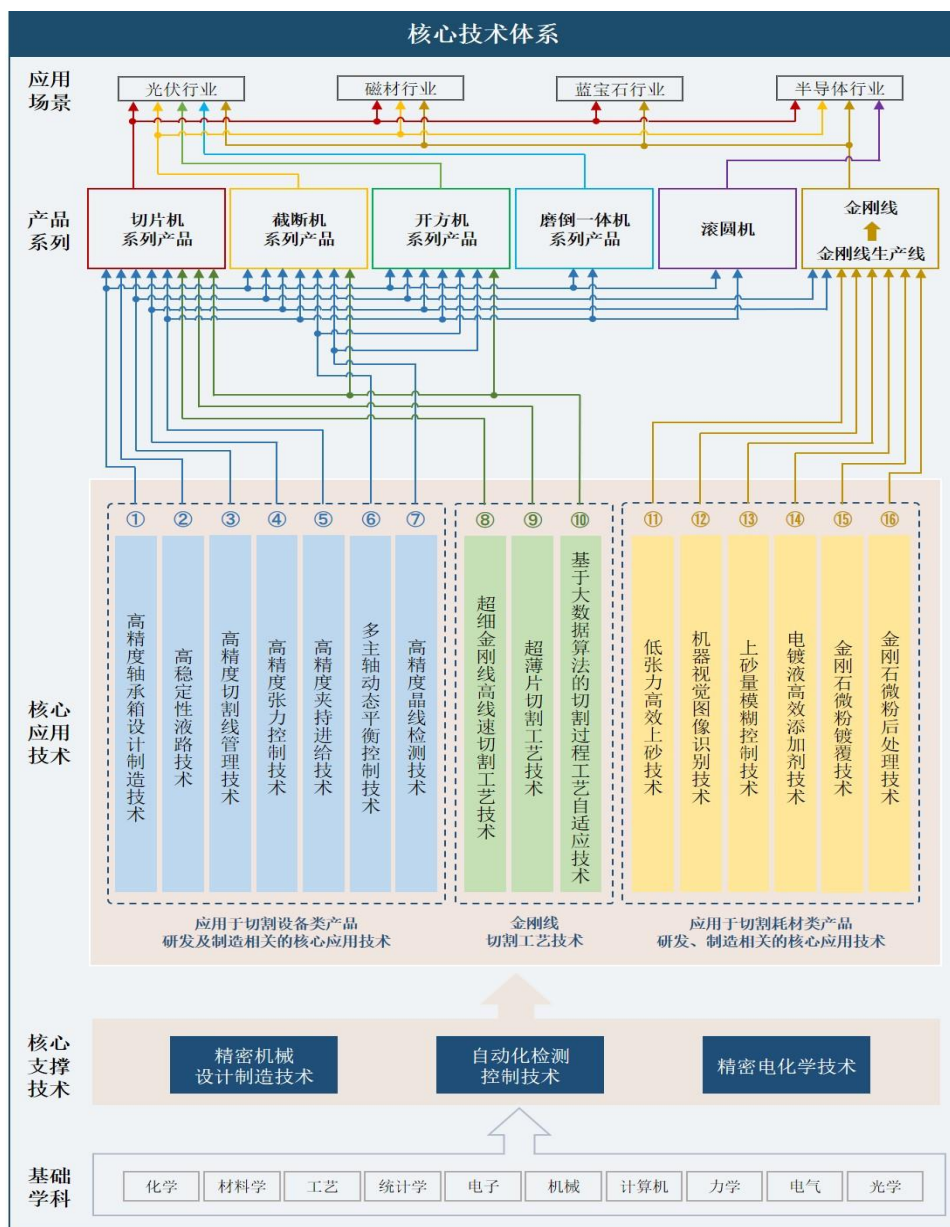 核心技术体系
应用
场景
光伏行业
磁材行业
蓝宝石行业
半导体行业
产品
系列
切片机
系列产品
截断机
系列产品
开方机
系列产品
磨倒一体机
系列产品
滚圆机
金刚线
金刚线生产线
核心
应用
技术
①
②
③
④
⑤
⑥
⑦
⑧
⑨
⑩
⑪
⑫
⑬
⑭
⑮
⑯
高精度轴承箱设计制造技术
高稳定性液路技术
高精度切割线管理技术
高精度张力控制技术
高精度夹持进给技术
多主轴动态平衡控制技术
高精度晶线检测技术
超细金刚线高线速切割工艺技术
超薄片切割工艺技术
基于大数据算法的切割过程工艺自适应技术
低张力高效上砂技术
机器视觉图像识别技术
上砂量模糊控制技术
电镀液高效添加剂技术
金刚石微粉镀覆技术
金刚石微粉后处理技术
应用于切割设备类产品
研发及制造相关的核心应用技术
金刚线
切割工艺技术
应用于切割耗材类产品
研发、制造相关的核心应用技术
核心
支撑
技术
精密机械
设计制造技术
自动化检测
控制技术
精密电化学技术
基础
学科
化学
材料学
工艺
统计学
电子
机械
计算机
力学
电气
光学